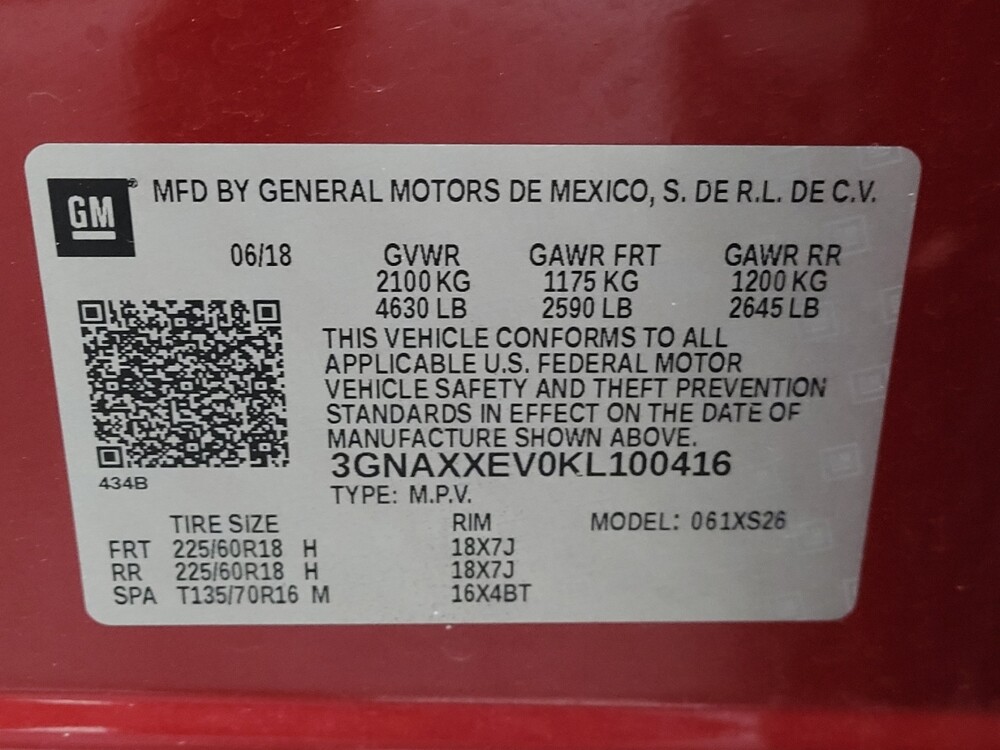 GM® MFD BY GENERAL MOTORS DE MEXICO, S. DE R.L. DE C.V.
06/18 GVWR GAWR FRT GAWR RR
2100 KG 1175 KG 1200 KG
4630 LB 2590 LB 2645 LB
THIS VEHICLE CONFORMS TO ALL
APPLICABLE U.S. FEDERAL MOTOR
VEHICLE SAFETY AND THEFT PREVENTION
STANDARDS IN EFFECT ON THE DATE OF
MANUFACTURE SHOWN ABOVE.
3GNAXXEV0KL100416
434B
TYPE: M.P.V.
TIRE SIZE RIM MODEL: 061XS26
FRT 225/60R18 H 18X7J
RR 225/60R18 H 18X7J
SPA T135/70R16 M 16X4BT